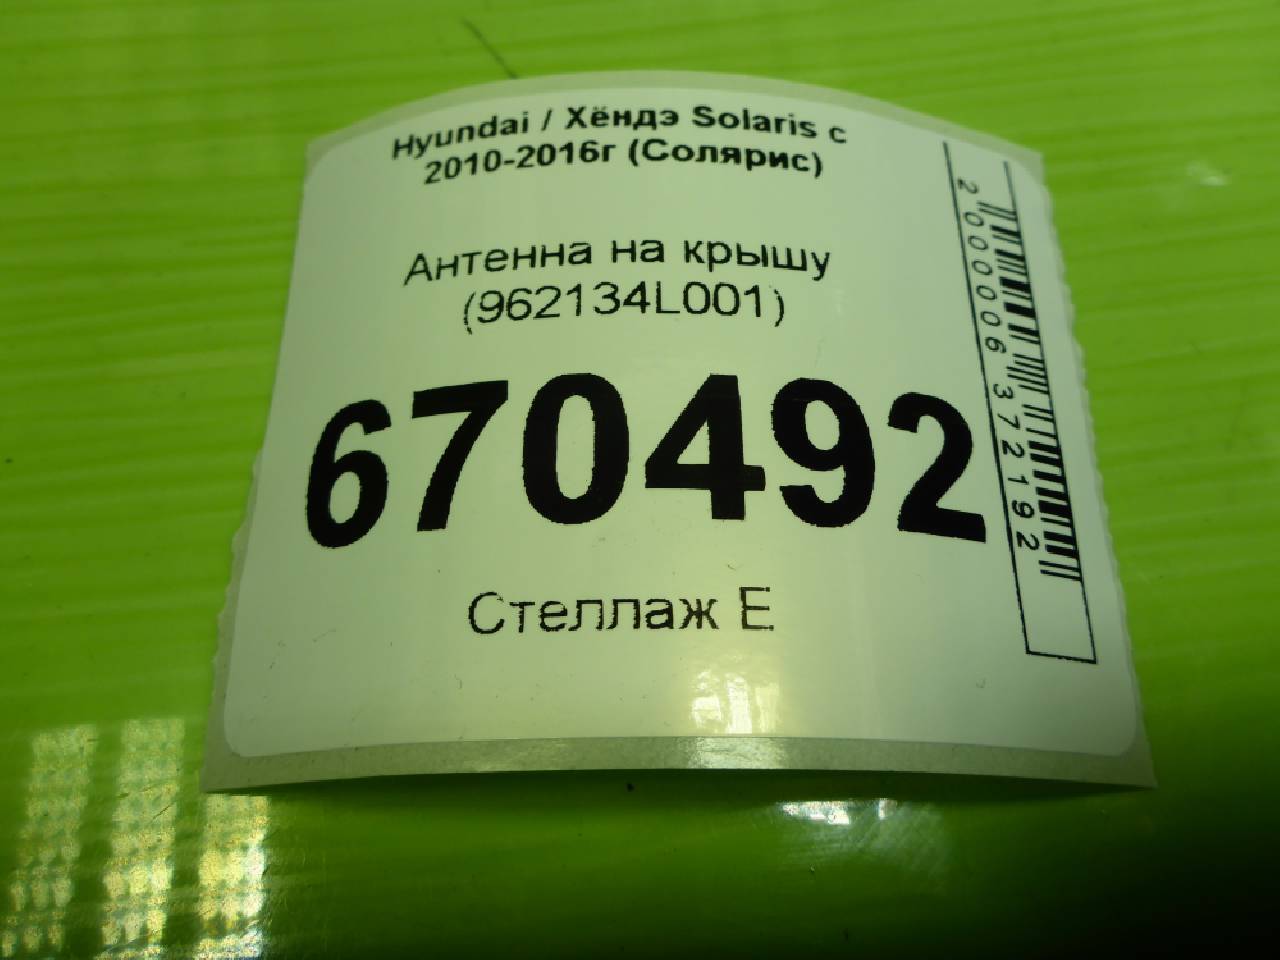 Hyundai / Хёндэ Solaris с
2010-2016г (Солярис)
Антенна на крышу
(962134L001)
670492
Стеллаж Е
2000006372192